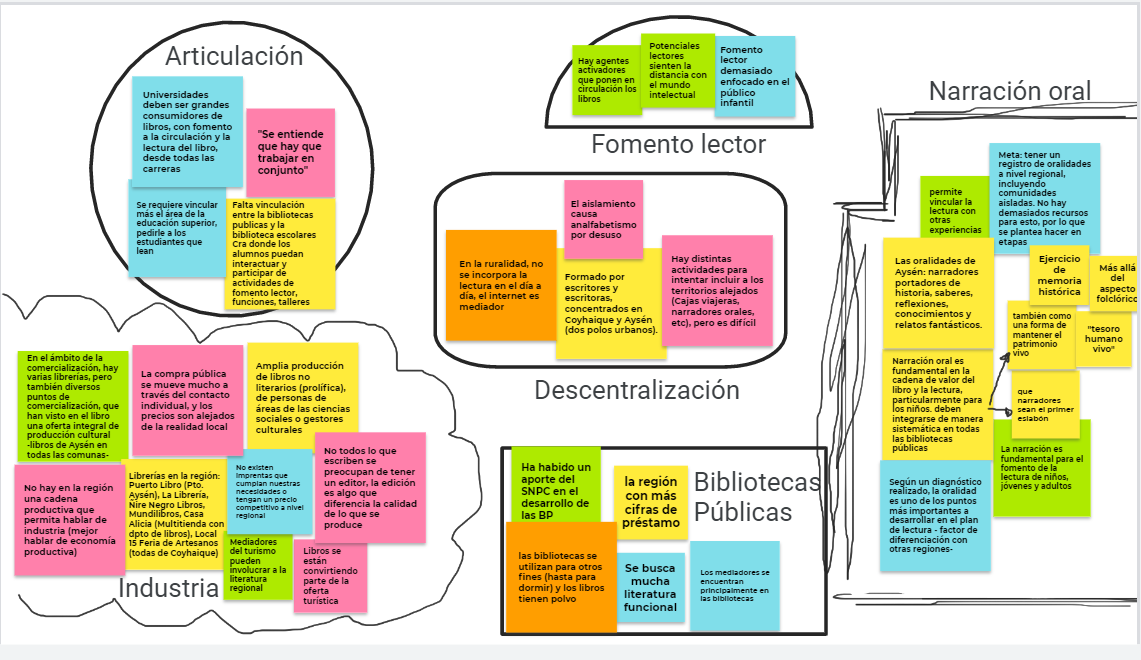 Articulación
Universidades
deben ser grandes
consumidores de
libros, con fomento
a la circulación y la
lectura del libro,
desde todas las
carreras
"Se entiende
que hay que
trabajar en
conjunto"
Se requiere vincular
más el área de la
educación superior,
pedirle a los
estudiantes que
lean
Falta vinculación
entre la bibliotecas
publicas y la
biblioteca escolares
Cra donde los
alumnos puedan
interactuar y
participar de
actividades de
fomento lector,
funciones, talleres
Hay agentes
activadores
que ponen en
circulación los
libros
Potenciales
lectores
sienten la
distancia con
el mundo
intelectual
Fomento
lector
demasiado
enfocado en el
público
infantil
Fomento lector
El aislamiento
causa
analfabetismo
por desuso
En la ruralidad, no
se incorpora la
lectura en el día a
día, el internet es
mediador
Formado por
escritores y
escritoras,
concentrados en
Coyhaique y Aysén
(dos polos urbanos).
Hay distintas
actividades para
intentar incluir a los
territorios alejados
(Cajas viajeras,
narradores orales,
etc), pero es difícil
Descentralización
Narración oral
permite
vincular la
lectura con
otras
experiencias
Meta: tener un
registro de oralidades
a nivel regional,
incluyendo
comunidades
aisladas. No hay
demasiados recursos
para esto, por lo que
se plantea hacer en
etapas
Las oralidades de
Aysén: narradores
portadores de
historia, saberes,
reflexiones,
conocimientos y
relatos fantásticos.
Ejercicio
de
memoria
histórica
Más allá
del
aspecto
folclórico
también como
una forma de
mantener el
patrimonio
vivo
"tesoro
humano
vivo"
Narración oral es
fundamental en la
cadena de valor del
libro y la lectura,
particularmente para
los niños. deben
integrarse de manera
sistemática en todas
las bibliotecas
públicas
que
narradores
sean el primer
eslabón
La narración es
fundamental para el
fomento de la
lectura de niños,
jóvenes y adultos
Según un diagnóstico
realizado, la oralidad
es uno de los puntos
más importantes a
desarrollar en el plan
de lectura - factor de
diferenciación con
otras regiones-
En el ámbito de la
comercialización, hay
varias librerías, pero
también diversos
puntos de
comercialización, que
han visto en el libro
una oferta integral de
producción cultural
-libros de Aysén en
todas las comunas-
La compra pública
se mueve mucho a
través del contacto
individual, y los
precios son alejados
de la realidad local
Amplia producción
de libros no
literarios (prolífica),
de personas de
áreas de las ciencias
sociales o gestores
culturales
No hay en la región
una cadena
productiva que
permita hablar de
industria (mejor
hablar de economía
productiva)
Librerías en la región:
Puerto Libro (Pto.
Aysén), La Librería,
Ñire Negro Libros,
Mundilibros, Casa
Alicia (Multitienda con
dpto de libros), Local
15 Feria de Artesanos
(todas de Coyhaique)
No existen
imprentas que
cumplan nuestras
necesidades o
tengan un precio
competitivo a nivel
regional
No todos lo que
escriben se
preocupan de tener
un editor, la edición
es algo que
diferencia la calidad
de lo que se
produce
Mediadores
del turismo
pueden
involucrar a la
literatura
regional
Libros se
están
convirtiendo
parte de la
oferta
turística
Industria
Ha habido un
aporte del
SNPC en el
desarrollo de
las BP
la región
con más
cifras de
préstamo
Bibliotecas
Públicas
las bibliotecas se
utilizan para otros
fines (hasta para
dormir) y los libros
tienen polvo
Se busca
mucha
literatura
funcional
Los mediadores se
encuentran
principalmente en
las bibliotecas